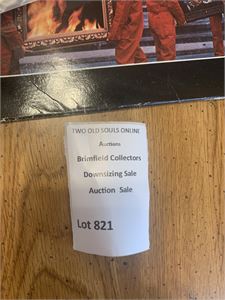 TWO OLD SOULS ONLINE
Auctions
Brimfield Collectors
Downsizing Sale
Auction Sale
Lot 821